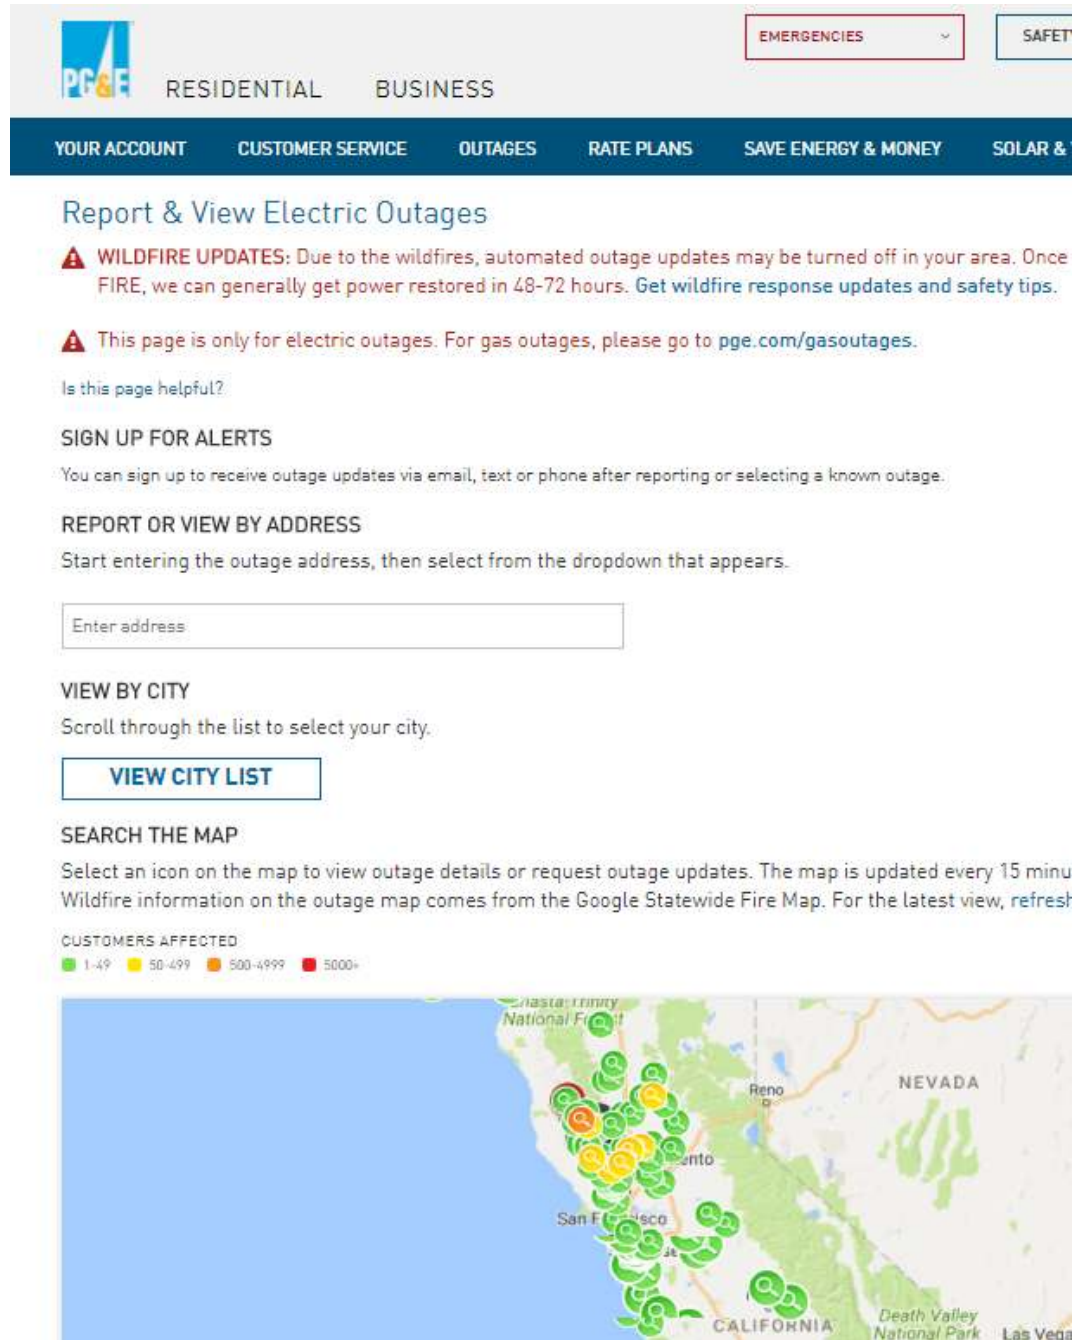 PG&E
RESIDENTIAL
BUSINESS
EMERGENCIES
SAFETY
YOUR ACCOUNT
CUSTOMER SERVICE
OUTAGES
RATE PLANS
SAVE ENERGY & MONEY
SOLAR &
Report & View Electric Outages
WILDFIRE UPDATES: Due to the wildfires, automated outage updates may be turned off in your area. Once
FIRE, we can generally get power restored in 48-72 hours. Get wildfire response updates and safety tips.
This page is only for electric outages. For gas outages, please go to pge.com/gasoutages.
Is this page helpful?
SIGN UP FOR ALERTS
You can sign up to receive outage updates via email, text or phone after reporting or selecting a known outage.
REPORT OR VIEW BY ADDRESS
Start entering the outage address, then select from the dropdown that appears.
Enter address
VIEW BY CITY
Scroll through the list to select your city.
VIEW CITY LIST
SEARCH THE MAP
Select an icon on the map to view outage details or request outage updates. The map is updated every 15 minu
Wildfire information on the outage map comes from the Google Statewide Fire Map. For the latest view, refresh
CUSTOMERS AFFECTED
1-49
50-499
500-4999
5000+
National
Reno
NEVADA
ento
San F
isco
CALIFORNIA
Death Valley
National Park
Las Vega